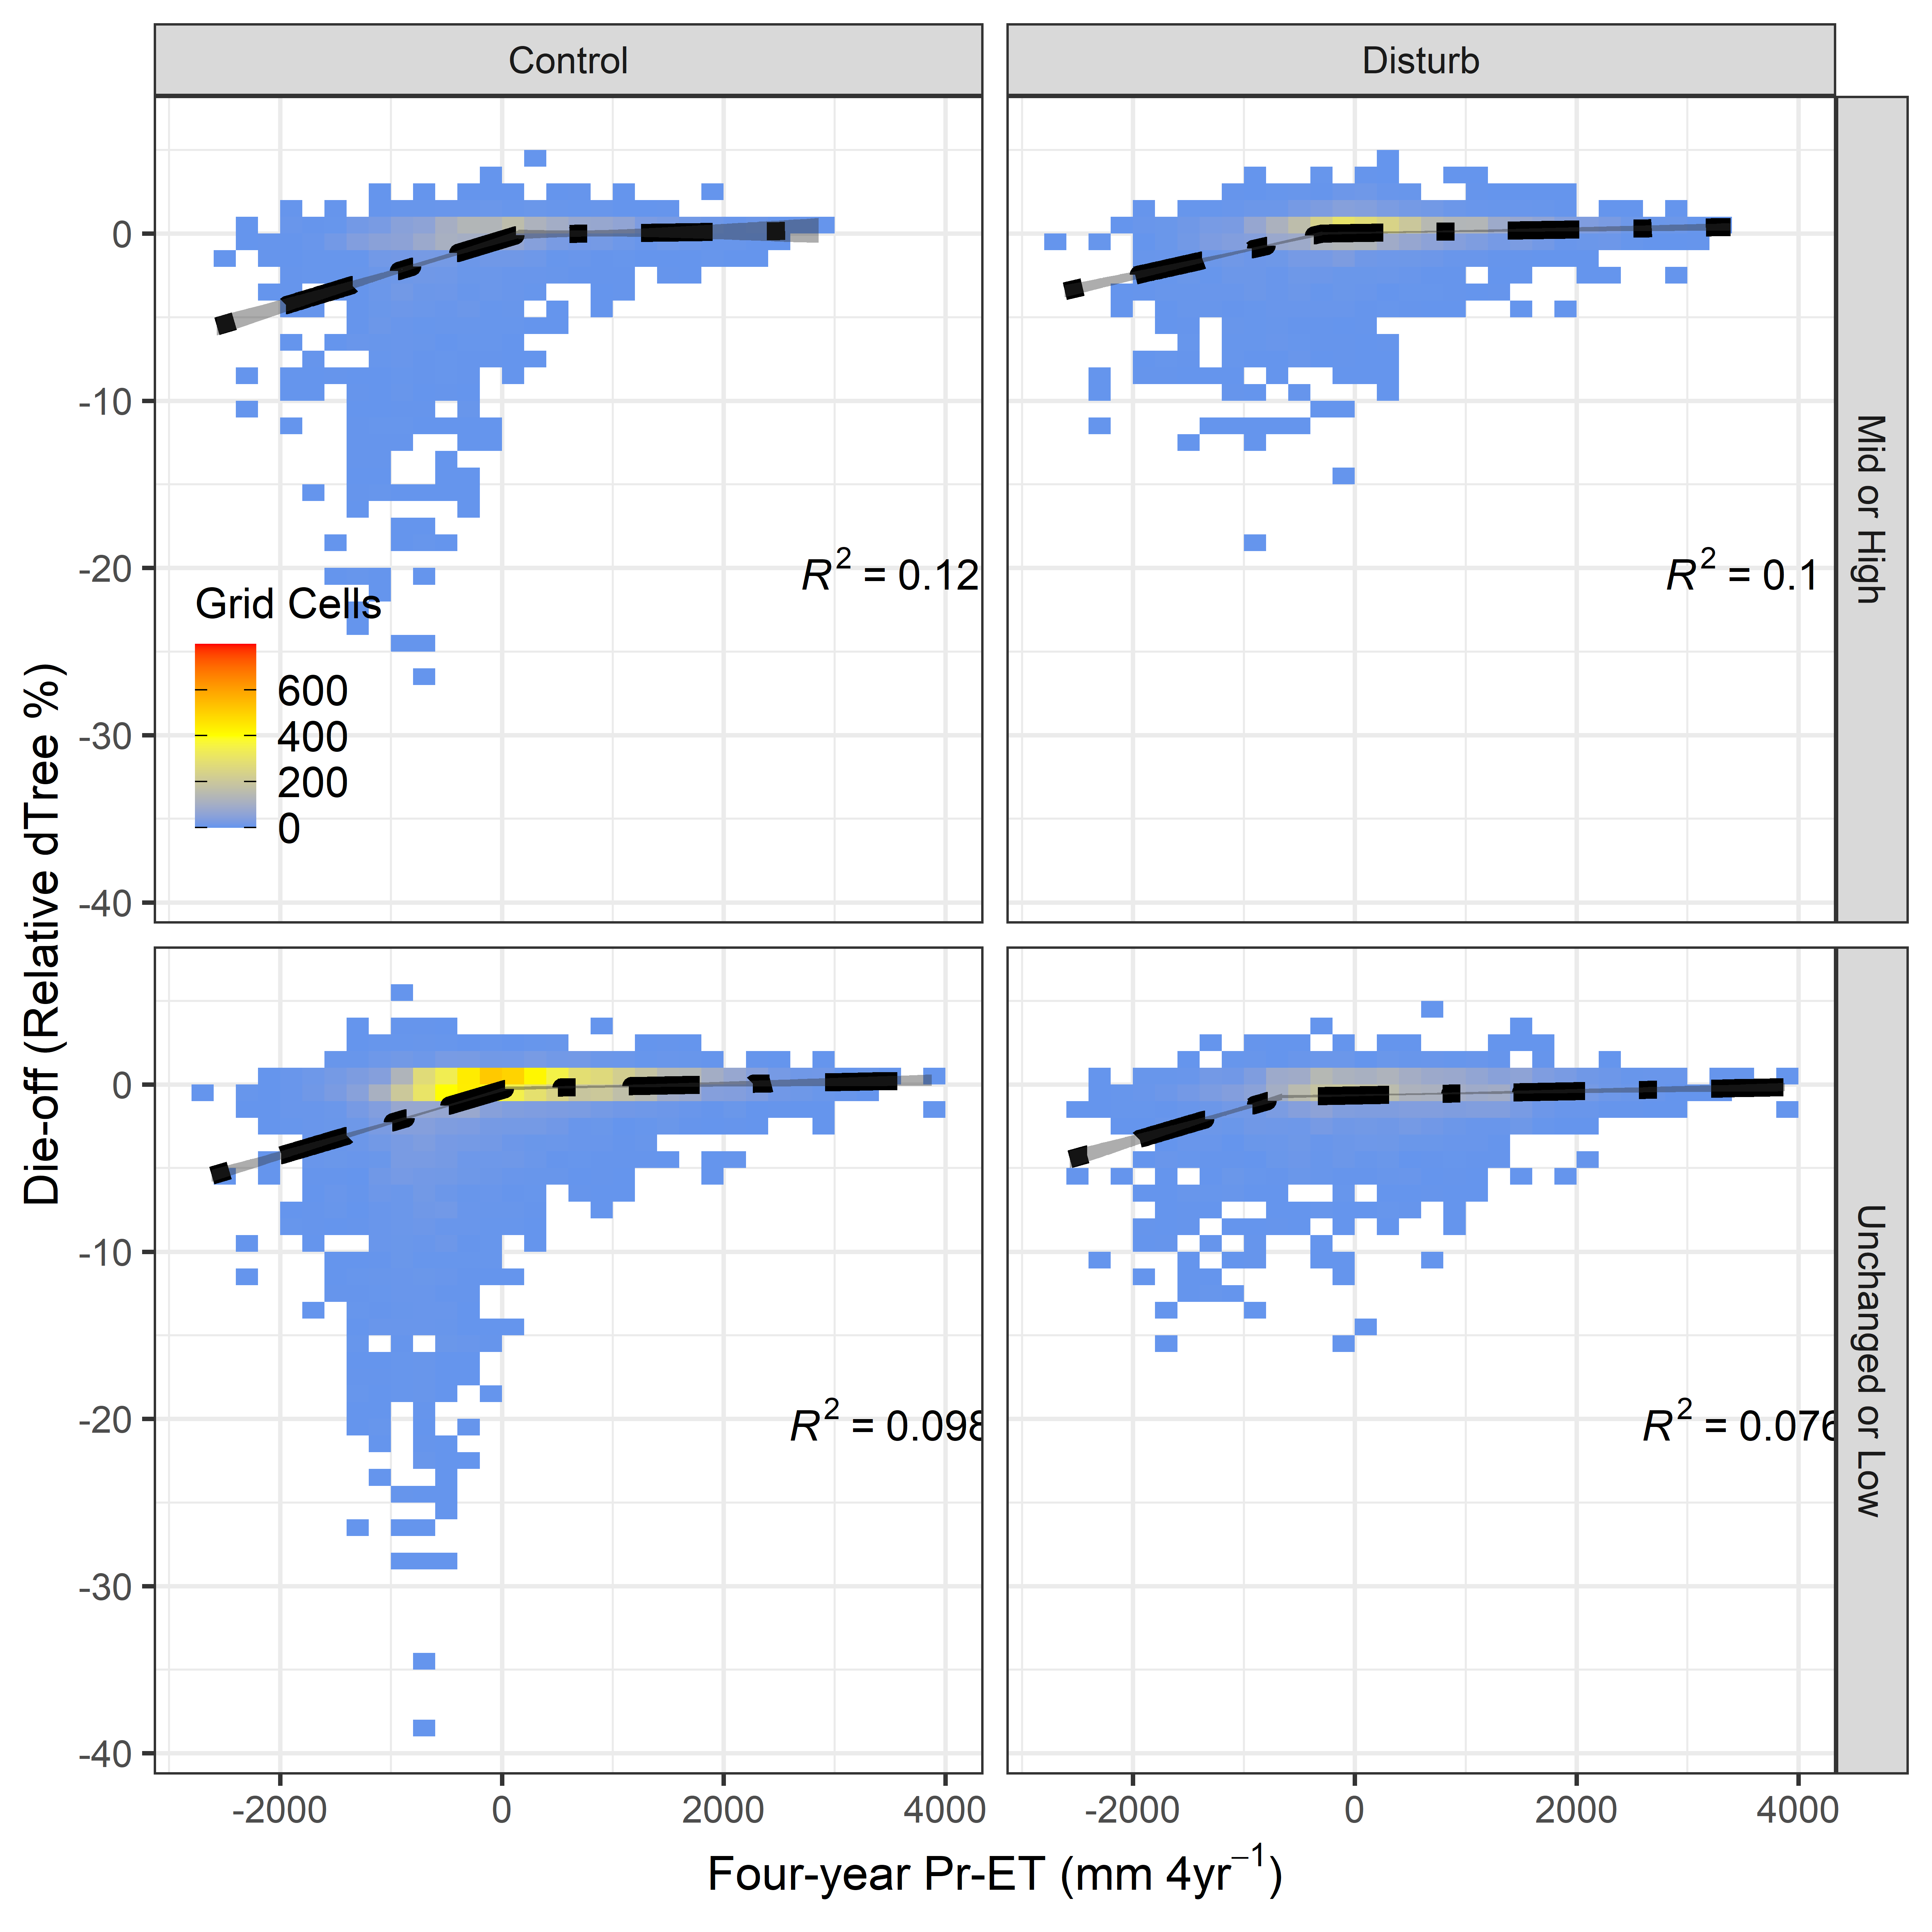 Control
Disturb
0
-10
-20
-30
-40
R² = 0.12
R² = 0.1
Grid Cells
600
400
200
0
Mid or High
Die-off (Relative dTree %)
0
-10
-20
-30
-40
R² = 0.098
R² = 0.076
Unchanged or Low
-2000
0
2000
4000
-2000
0
2000
4000
Four-year Pr-ET (mm 4yr⁻¹)